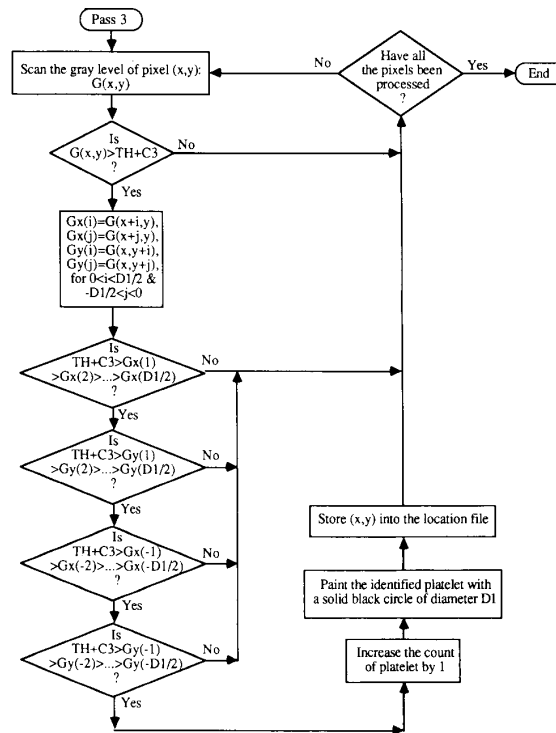 Pass 3
Scan the gray level of pixel (x,y):
G(x,y)
Have all
the pixels been
processed
?
No
Yes
End
Is
G(x,y)>TH+C3
?
No
Yes
Gx(i)=G(x+i,y),
Gx(j)=G(x+j,y),
Gy(i)=G(x,y+i),
Gy(j)=G(x,y+j),
for 0<i<D1/2 &
-D1/2<j<0
Is
TH+C3>Gx(1)
>Gx(2)>...>Gx(D1/2)
?
No
Yes
Is
TH+C3>Gy(1)
>Gy(2)>...>Gy(D1/2)
?
No
Yes
Is
TH+C3>Gx(-1)
>Gx(-2)>...>Gx(-D1/2)
?
No
Yes
Is
TH+C3>Gy(-1)
>Gy(-2)>...>Gy(-D1/2)
?
No
Yes
Store (x,y) into the location file
Paint the identified platelet with
a solid black circle of diameter D1
Increase the count
of platelet by 1